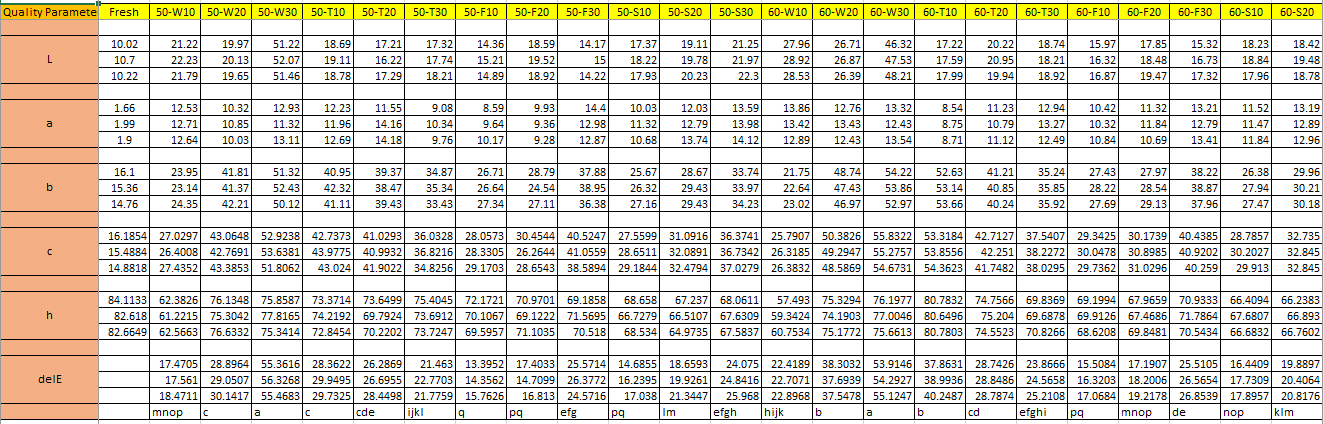 Quality Paramete Fresh 50-W10 50-W20 50-W30 50-T10 50-T20 50-T30 50-F10 50-F20 50-F30 50-S10 50-S20 50-S30 60-W10 60-W20 60-W30 60-T10 60-T20 60-T30 60-F10 60-F20 60-F30 60-S10 60-S20
10.02 21.22 19.97 51.22 18.69 17.21 17.32 14.36 18.59 14.17 17.37 19.11 21.25 27.96 26.71 46.32 17.22 20.22 18.74 15.97 17.85 15.32 18.23 18.42
L 10.7 22.23 20.13 52.07 19.11 16.22 17.74 15.21 19.52 15 18.22 19.78 21.97 28.92 26.87 47.53 17.59 20.95 18.21 16.32 18.48 16.73 18.84 19.48
10.22 21.79 19.65 51.46 18.78 17.29 18.21 14.89 18.92 14.22 17.93 20.23 22.3 28.53 26.39 48.21 17.99 19.94 18.92 16.87 19.47 17.32 17.96 18.78
1.66 12.53 10.32 12.93 12.23 11.55 9.08 8.59 9.93 14.4 10.03 12.03 13.59 13.86 12.76 13.32 8.54 11.23 12.94 10.42 11.32 13.21 11.52 13.19
a 1.99 12.71 10.85 11.32 11.96 14.16 10.34 9.64 9.36 12.98 11.32 12.79 13.98 13.42 13.43 12.43 8.75 10.79 13.27 10.32 11.84 12.79 11.47 12.89
1.9 12.64 10.03 13.11 12.69 14.18 9.76 10.17 9.28 12.87 10.68 13.74 14.12 12.89 12.43 13.54 8.71 11.12 12.49 10.84 10.69 13.41 11.84 12.96
16.1 23.95 41.81 51.32 40.95 39.37 34.87 26.71 28.79 37.88 25.67 28.67 33.74 21.75 48.74 54.22 52.63 41.21 35.24 27.43 27.97 38.22 26.38 29.96
b 15.36 23.14 41.37 52.43 42.32 38.47 35.34 26.64 24.54 38.95 26.32 29.43 33.97 22.64 47.43 53.86 53.14 40.85 35.85 28.22 28.54 38.87 27.94 30.21
14.76 24.35 42.21 50.12 41.11 39.43 33.43 27.34 27.11 36.38 27.16 29.43 34.23 23.02 46.97 52.97 53.66 40.24 35.92 27.69 29.13 37.96 27.47 30.18
16.1854 27.0297 43.0648 52.9238 42.7373 41.0293 36.0328 28.0573 30.4544 40.5247 27.5599 31.0916 36.3741 25.7907 50.3826 55.8322 53.3184 42.7127 37.5407 29.3425 30.1739 40.4385 28.7857 32.735
c 15.4884 26.4008 42.7691 53.6381 43.9775 40.9932 36.8216 28.3305 26.2644 41.0559 28.6511 32.0891 36.7342 26.3185 49.2947 55.2757 53.8556 42.251 38.2272 30.0478 30.8985 40.9202 30.2027 32.845
14.8818 27.4352 43.3853 51.8062 43.024 41.9022 34.8256 29.1703 28.6543 38.5894 29.1844 32.4794 37.0279 26.3832 48.5869 54.6731 54.3623 41.7482 38.0295 29.7362 31.0296 40.259 29.913 32.845
84.1133 62.3826 76.1348 75.8587 73.3714 73.6499 75.4045 72.1721 70.9701 69.1858 68.658 67.237 68.0611 57.493 75.3294 76.1977 80.7832 74.7566 69.8369 69.1994 67.9659 70.9333 66.4094 66.2383
h 82.618 61.2215 75.3042 77.8165 74.2192 69.7924 73.6912 70.1067 69.1222 71.5695 66.7279 66.5107 67.6309 59.3424 74.1903 77.0046 80.6496 75.204 69.6878 69.9126 67.4686 71.7864 67.6807 66.893
82.6649 62.5663 76.6332 75.3414 72.8454 70.2202 73.7247 69.5957 71.1035 70.518 68.534 64.9735 67.5837 60.7534 75.1772 75.6613 80.7803 74.5523 70.8266 68.6208 69.8481 70.5434 66.6832 66.7602
17.4705 28.8964 55.3616 28.3622 26.2869 21.463 13.3952 17.4033 25.5714 14.6855 18.6593 24.075 22.4189 38.3032 53.9146 37.8631 28.7426 23.8666 15.5084 17.1907 25.5105 16.4409 19.8897
delE 17.561 29.0507 56.3268 29.9495 26.6955 22.7703 14.3562 14.7099 26.3772 16.2395 19.9261 24.8416 22.7071 37.6939 54.2927 38.9936 28.8486 24.5658 16.3203 18.2006 26.5654 17.7309 20.4064
18.4711 30.1417 55.4683 29.7325 28.4498 21.7759 15.7626 16.813 24.5716 17.038 21.3447 25.968 22.8968 37.5478 55.1247 40.2487 28.7874 25.2108 17.0684 19.2178 26.8539 17.8957 20.8176
mnop c a c cde ijkl q pq efg pq lm efgh hijk b a b cd efghi pq mnop de nop klm